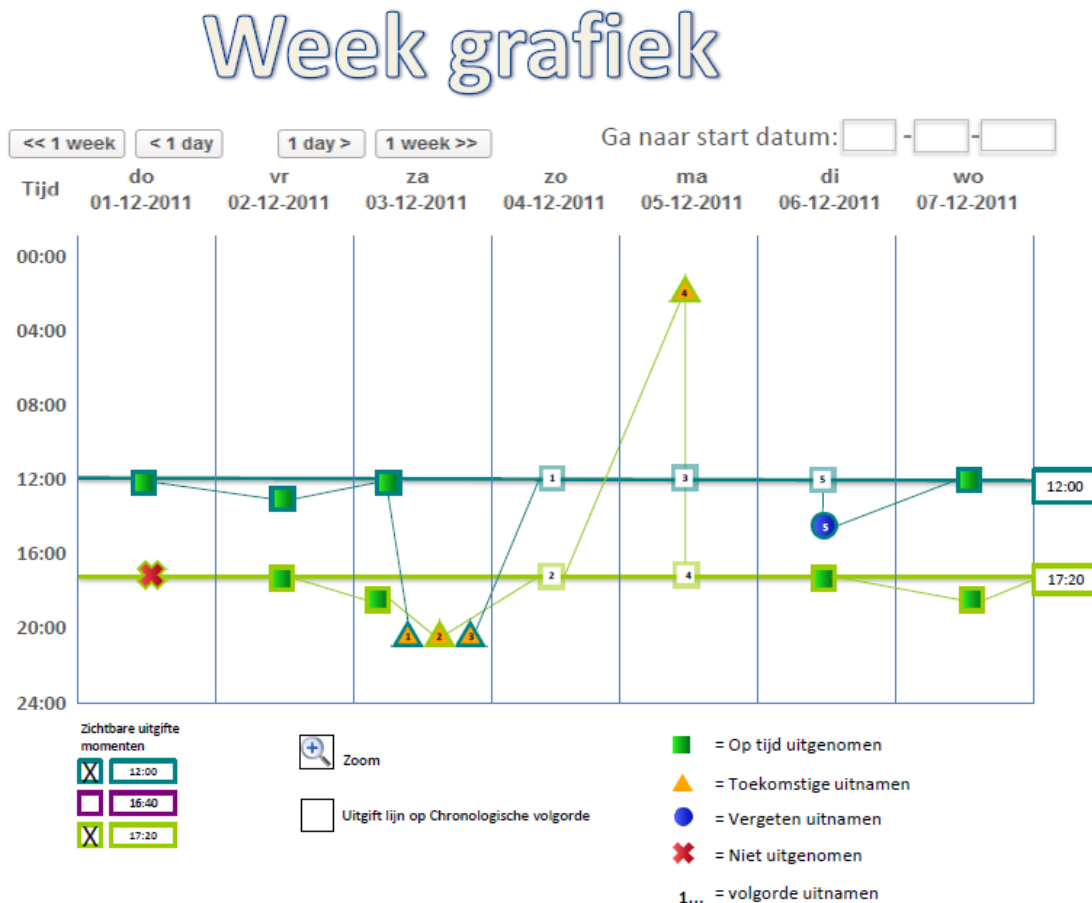 Week grafiek
<< 1 week < 1 day 1 day > 1 week >> Ga naar start datum: - -
Tijd do vr za zo ma di wo
01-12-2011 02-12-2011 03-12-2011 04-12-2011 05-12-2011 06-12-2011 07-12-2011
00:00
4
04:00
08:00
12:00 1 3 5 12:00
5
16:00
2 4 17:20
20:00 1 2 3
24:00
Zichtbare uitgifte
momenten
X 12:00
16:40
X 17:20
Zoom
Uitgift lijn op Chronologische volgorde
= Op tijd uitgenomen
= Toekomstige uitnamen
= Vergeten uitnamen
= Niet uitgenomen
1... = volgorde uitnamen